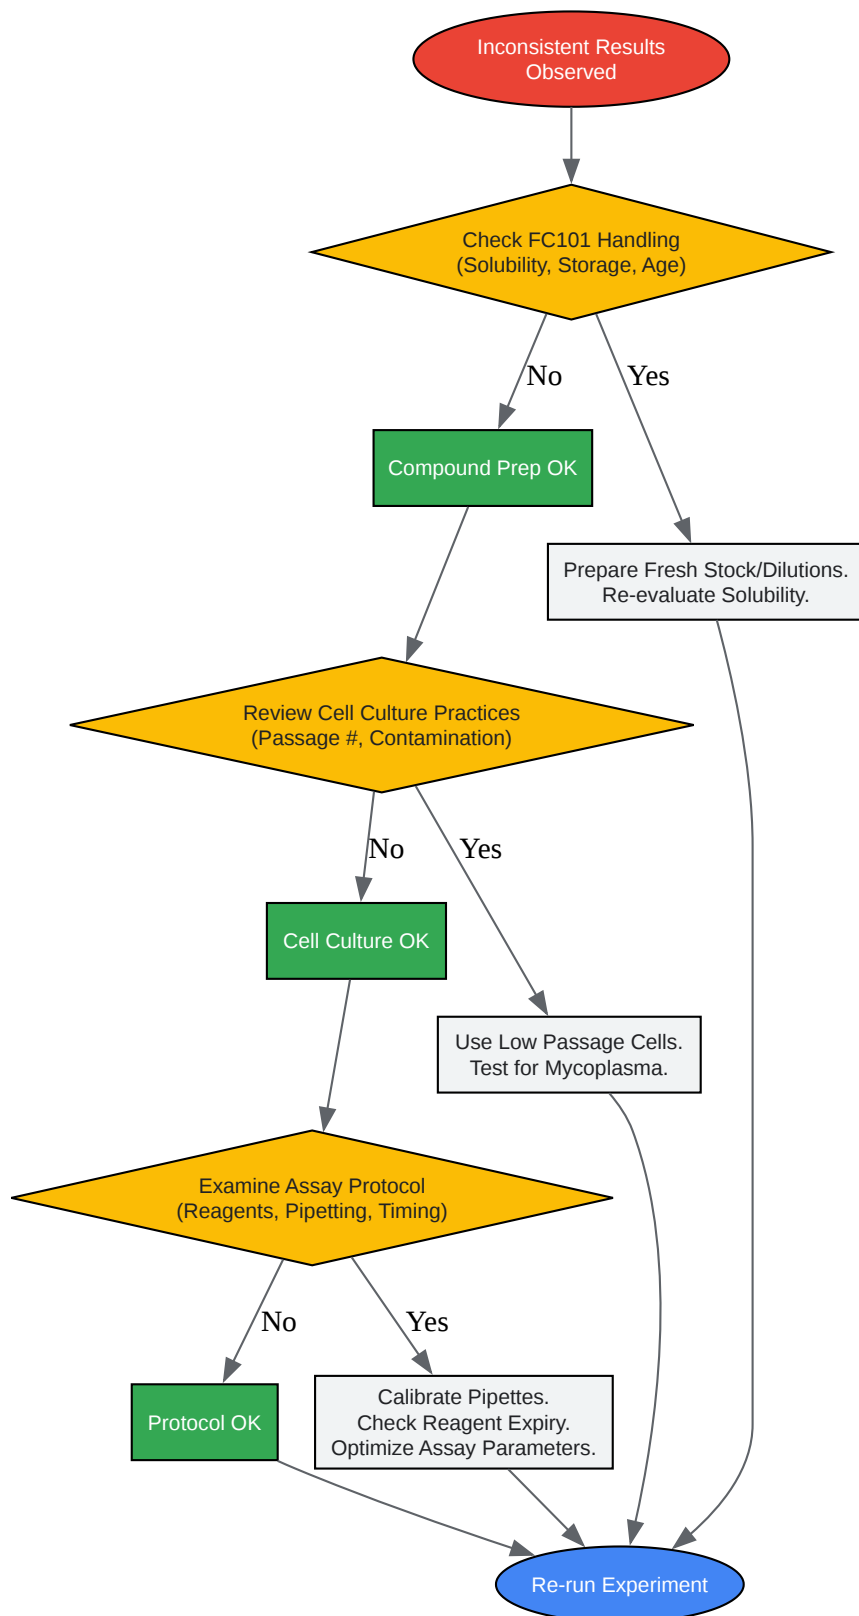 Inconsistent Results
Observed
Check FC101 Handling
(Solubility, Storage, Age)
No
Yes
Compound Prep OK
Prepare Fresh Stock/Dilutions.
Re-evaluate Solubility.
Review Cell Culture Practices
(Passage #, Contamination)
No
Yes
Cell Culture OK
Use Low Passage Cells.
Test for Mycoplasma.
Examine Assay Protocol
(Reagents, Pipetting, Timing)
No
Yes
Protocol OK
Calibrate Pipettes.
Check Reagent Expiry.
Optimize Assay Parameters.
Re-run Experiment